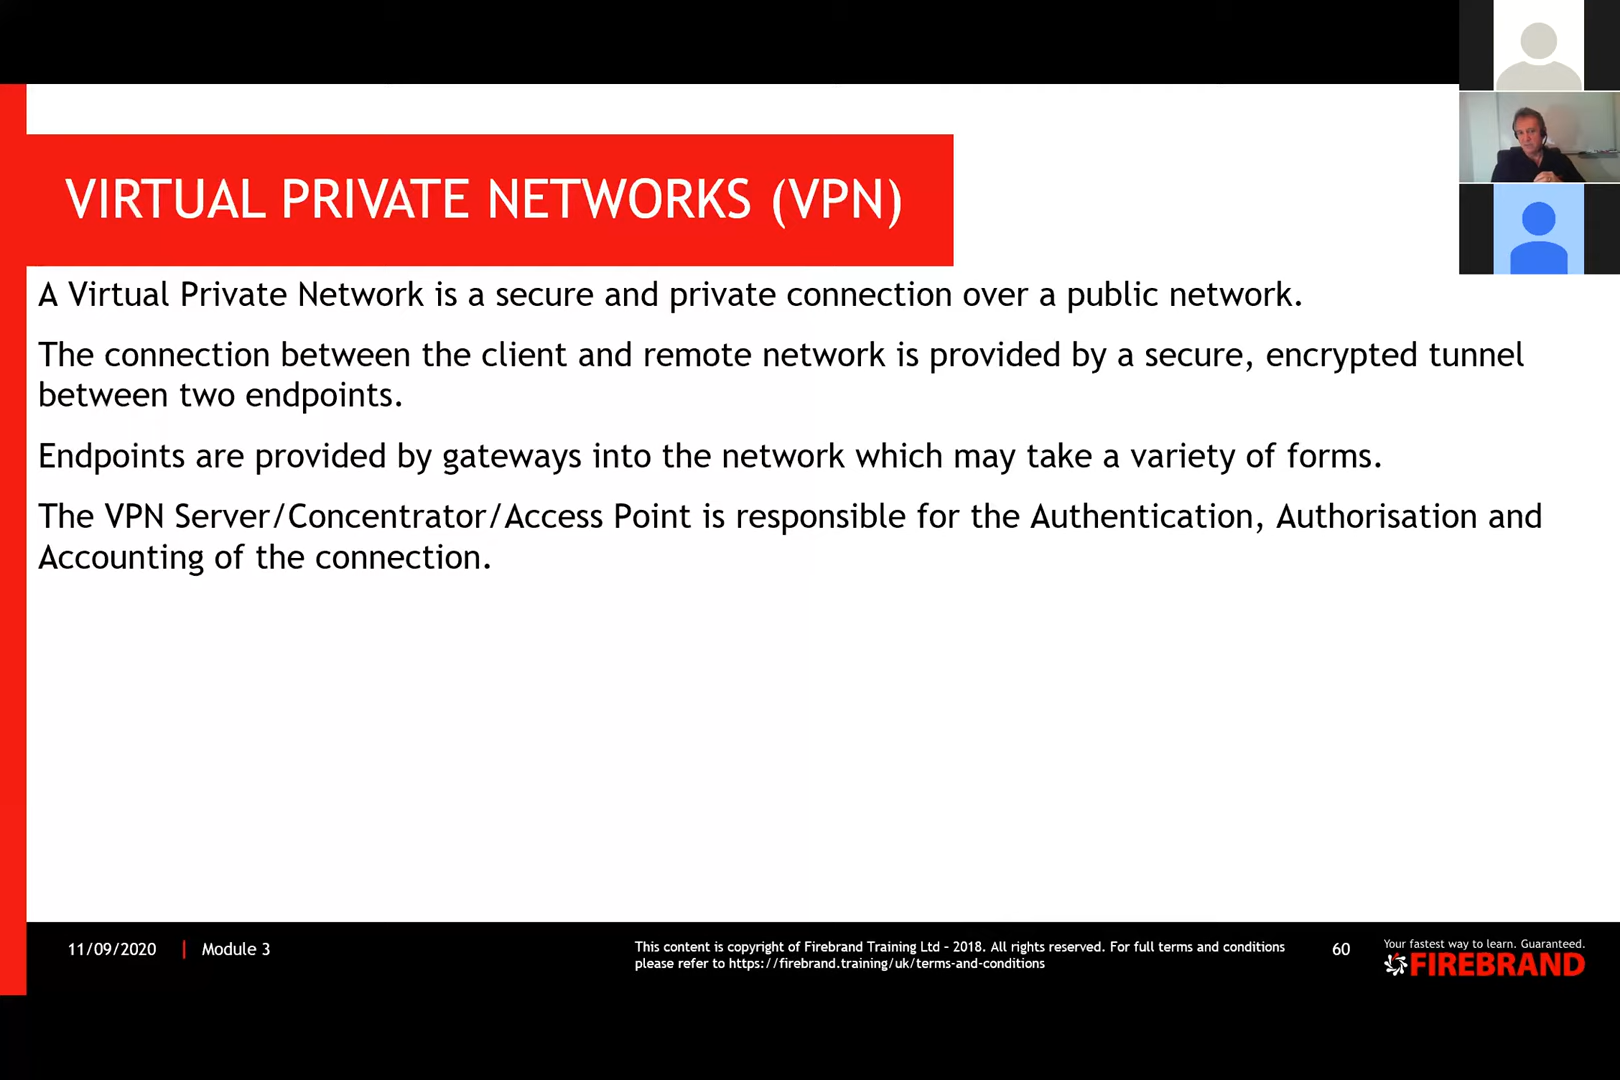 VIRTUAL PRIVATE NETWORKS (VPN)
A Virtual Private Network is a secure and private connection over a public network.
The connection between the client and remote network is provided by a secure, encrypted tunnel
between two endpoints.
Endpoints are provided by gateways into the network which may take a variety of forms.
The VPN Server/Concentrator/Access Point is responsible for the Authentication, Authorisation and
Accounting of the connection.
11/09/2020 | Module 3
This content is copyright of Firebrand Training Ltd – 2018. All rights reserved. For full terms and conditions
please refer to https://firebrand.training/uk/terms-and-conditions
60
Your fastest way to learn. Guaranteed.
FIREBRAND